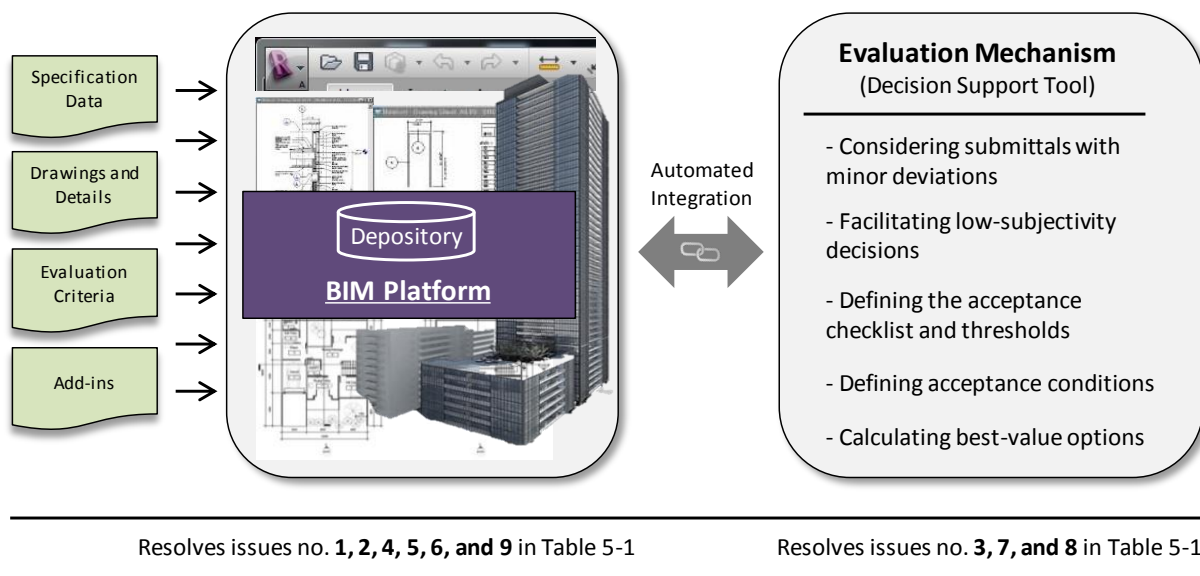 Specification
Data
Drawings and
Details
Evaluation
Criteria
Add-ins
Depository
BIM Platform
Automated
Integration
Evaluation Mechanism
(Decision Support Tool)
- Considering submittals with
minor deviations
- Facilitating low-subjectivity
decisions
- Defining the acceptance
checklist and thresholds
- Defining acceptance conditions
- Calculating best-value options
Resolves issues no. 1, 2, 4, 5, 6, and 9 in Table 5-1
Resolves issues no. 3, 7, and 8 in Table 5-1